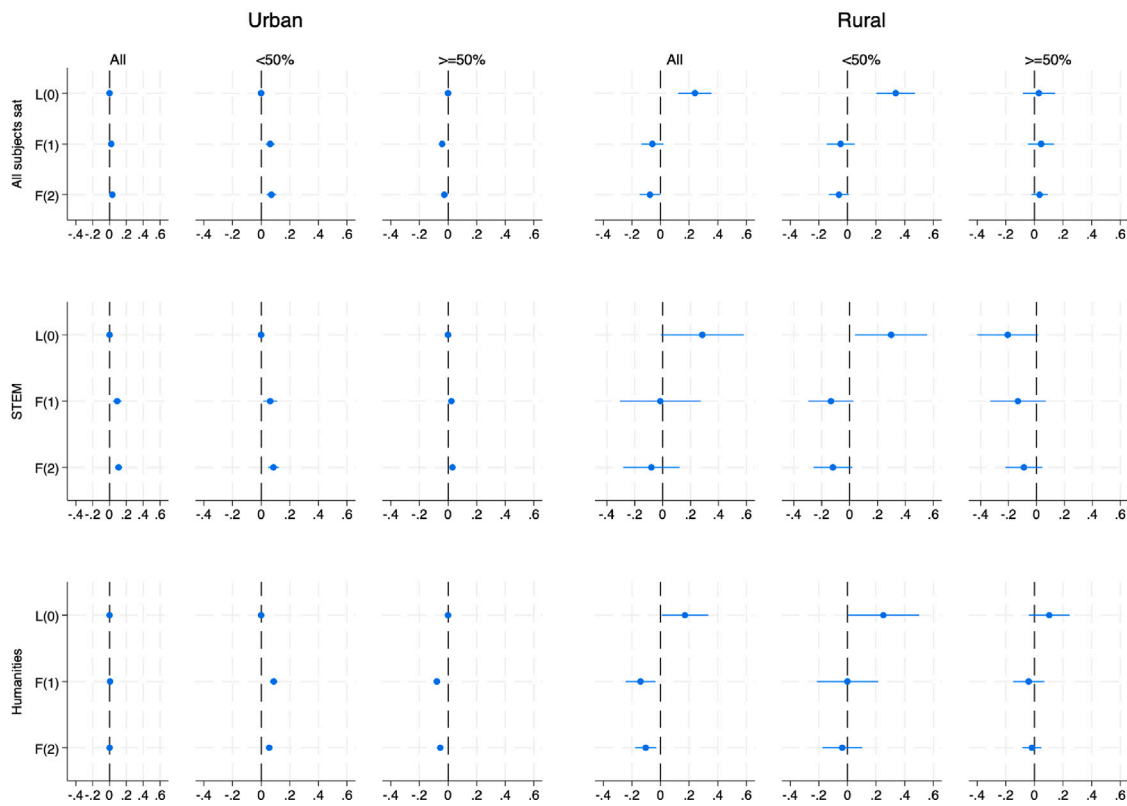 Urban Rural
All <50% >=50% All <50% >=50%
All subjects sat
L(0)
F(1)
F(2)
-.4 -.2 0 .2 .4 .6 -.4 -.2 0 .2 .4 .6 -.4 -.2 0 .2 .4 .6 -.4 -.2 0 .2 .4 .6 -.4 -.2 0 .2 .4 .6 -.4 -.2 0 .2 .4 .6
STEM
L(0)
F(1)
F(2)
-.4 -.2 0 .2 .4 .6 -.4 -.2 0 .2 .4 .6 -.4 -.2 0 .2 .4 .6 -.4 -.2 0 .2 .4 .6 -.4 -.2 0 .2 .4 .6 -.4 -.2 0 .2 .4 .6
Humanities
L(0)
F(1)
F(2)
-.4 -.2 0 .2 .4 .6 -.4 -.2 0 .2 .4 .6 -.4 -.2 0 .2 .4 .6 -.4 -.2 0 .2 .4 .6 -.4 -.2 0 .2 .4 .6 -.4 -.2 0 .2 .4 .6